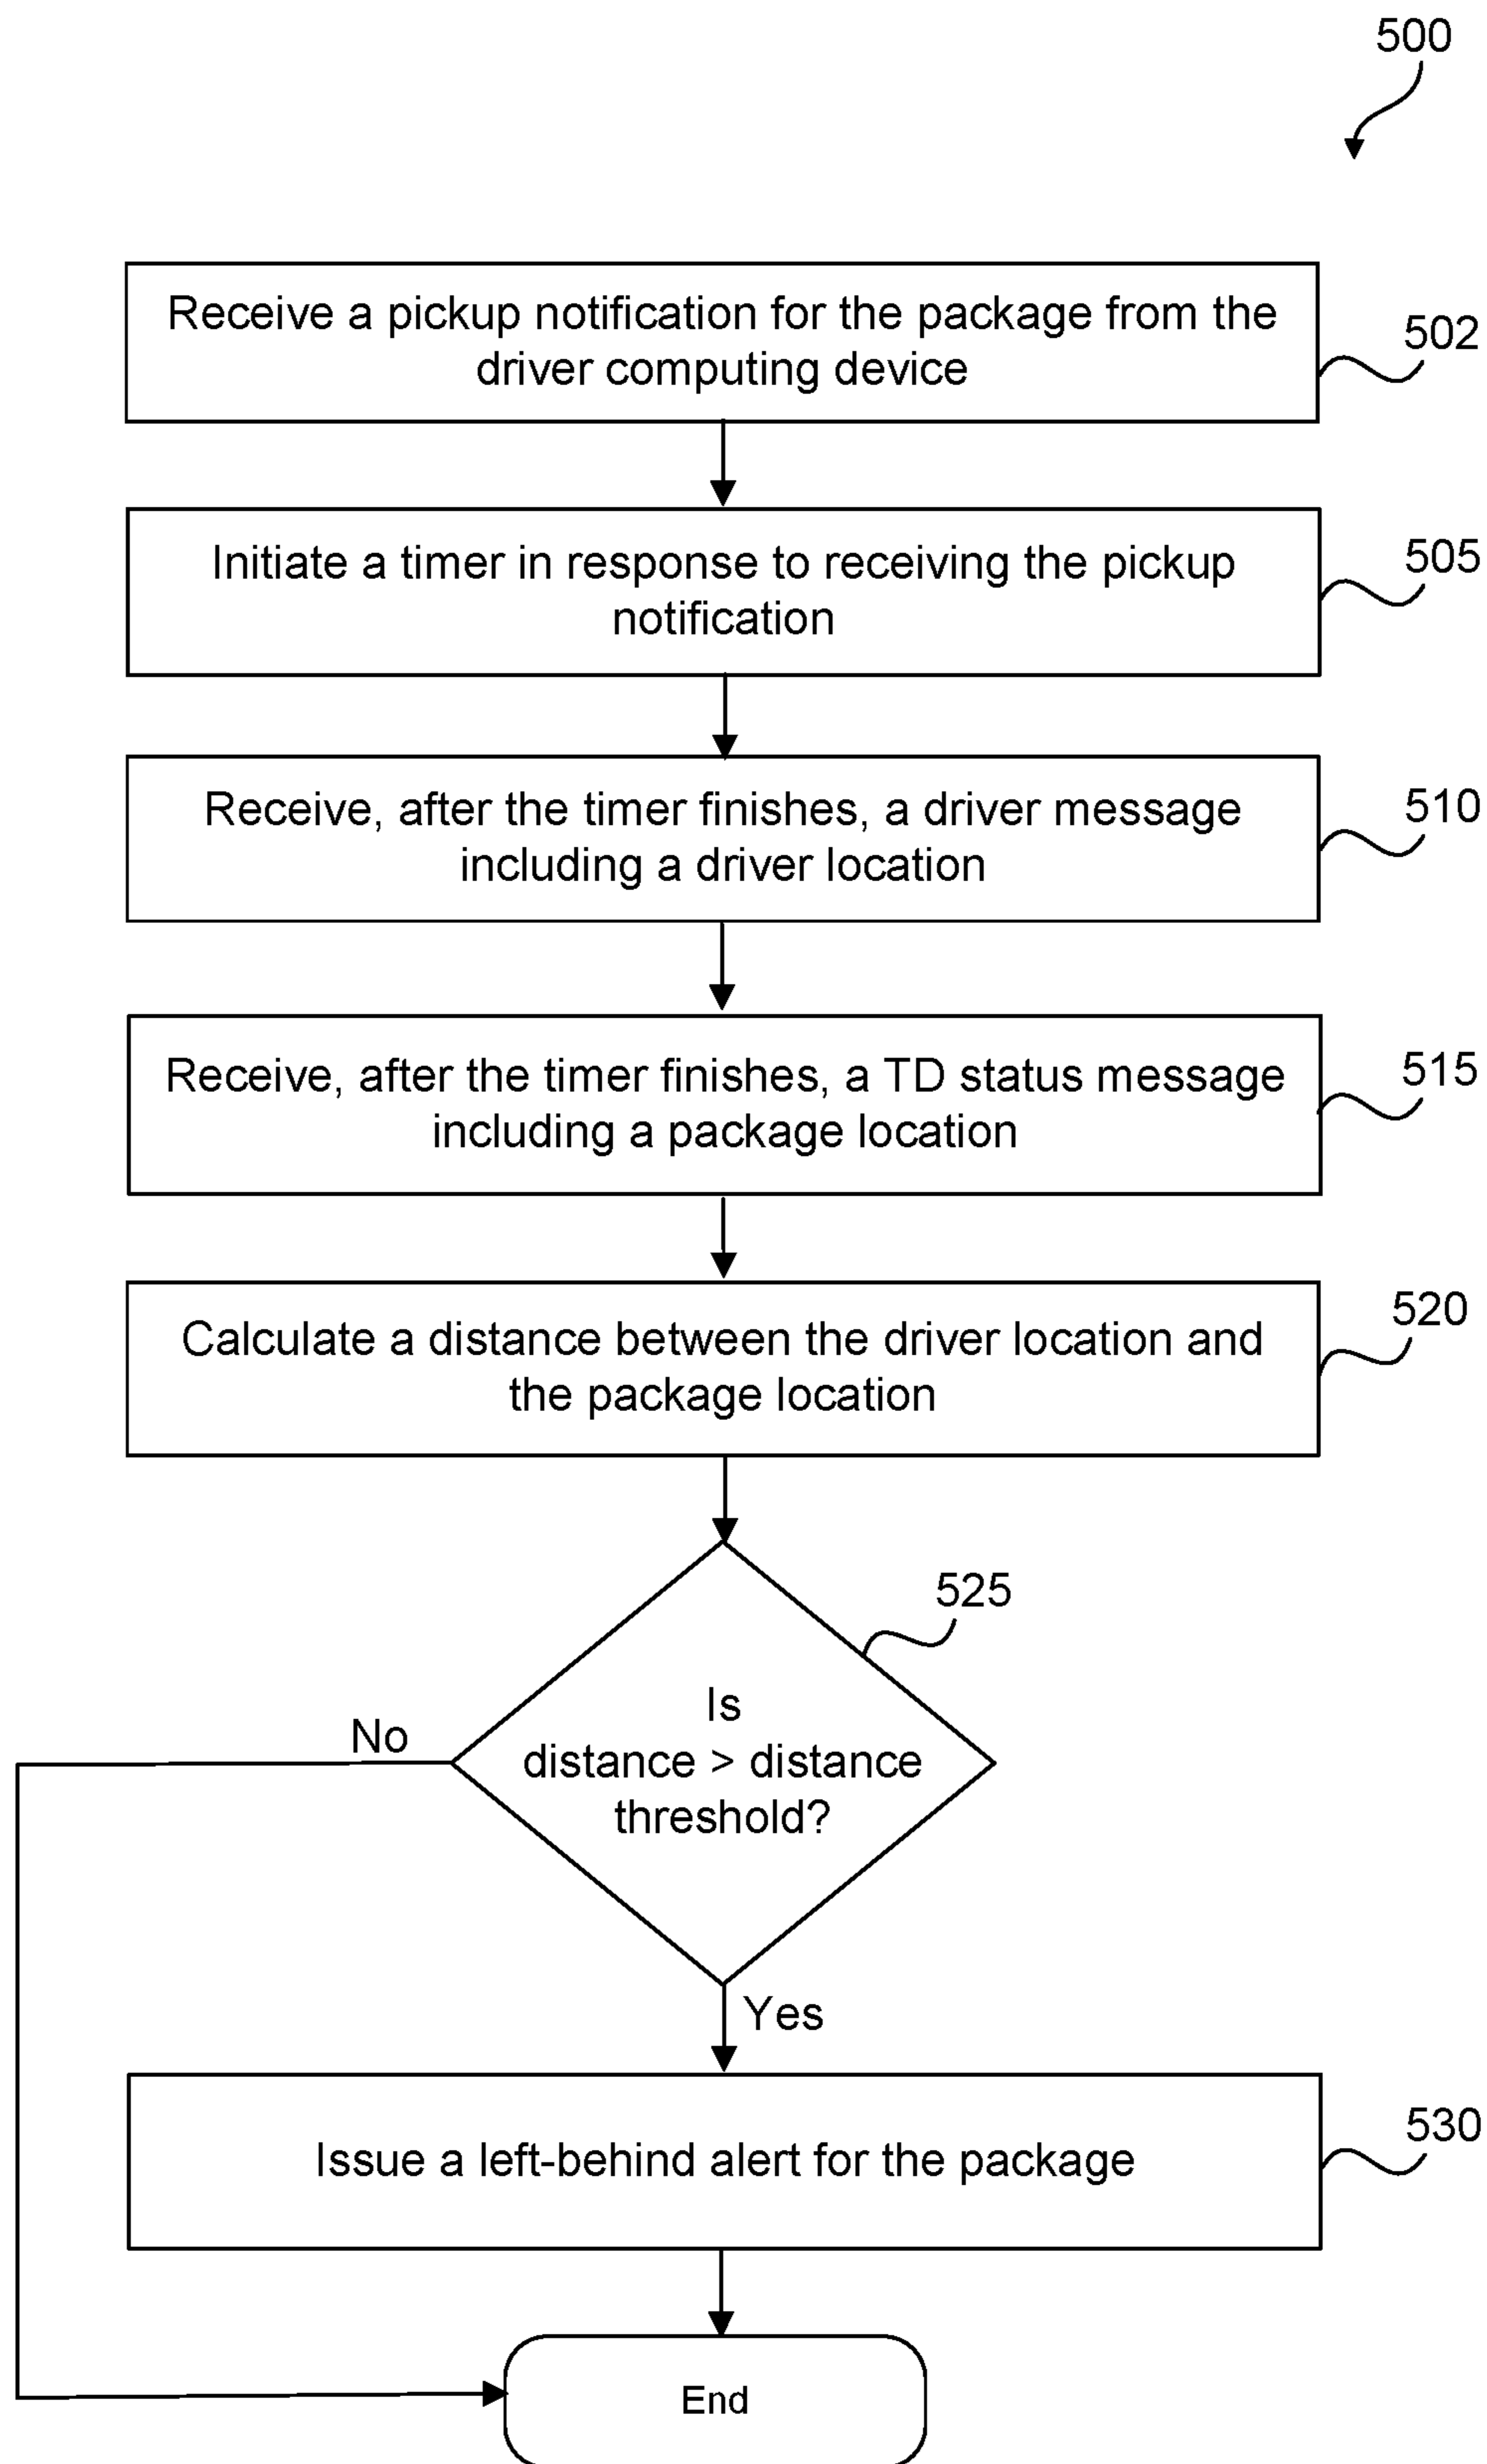 500
Receive a pickup notification for the package from the
driver computing device
502
Initiate a timer in response to receiving the pickup
notification
505
Receive, after the timer finishes, a driver message
including a driver location
510
Receive, after the timer finishes, a TD status message
including a package location
515
Calculate a distance between the driver location and
the package location
520
525
Is
distance > distance
threshold?
No
Yes
Issue a left-behind alert for the package
530
End